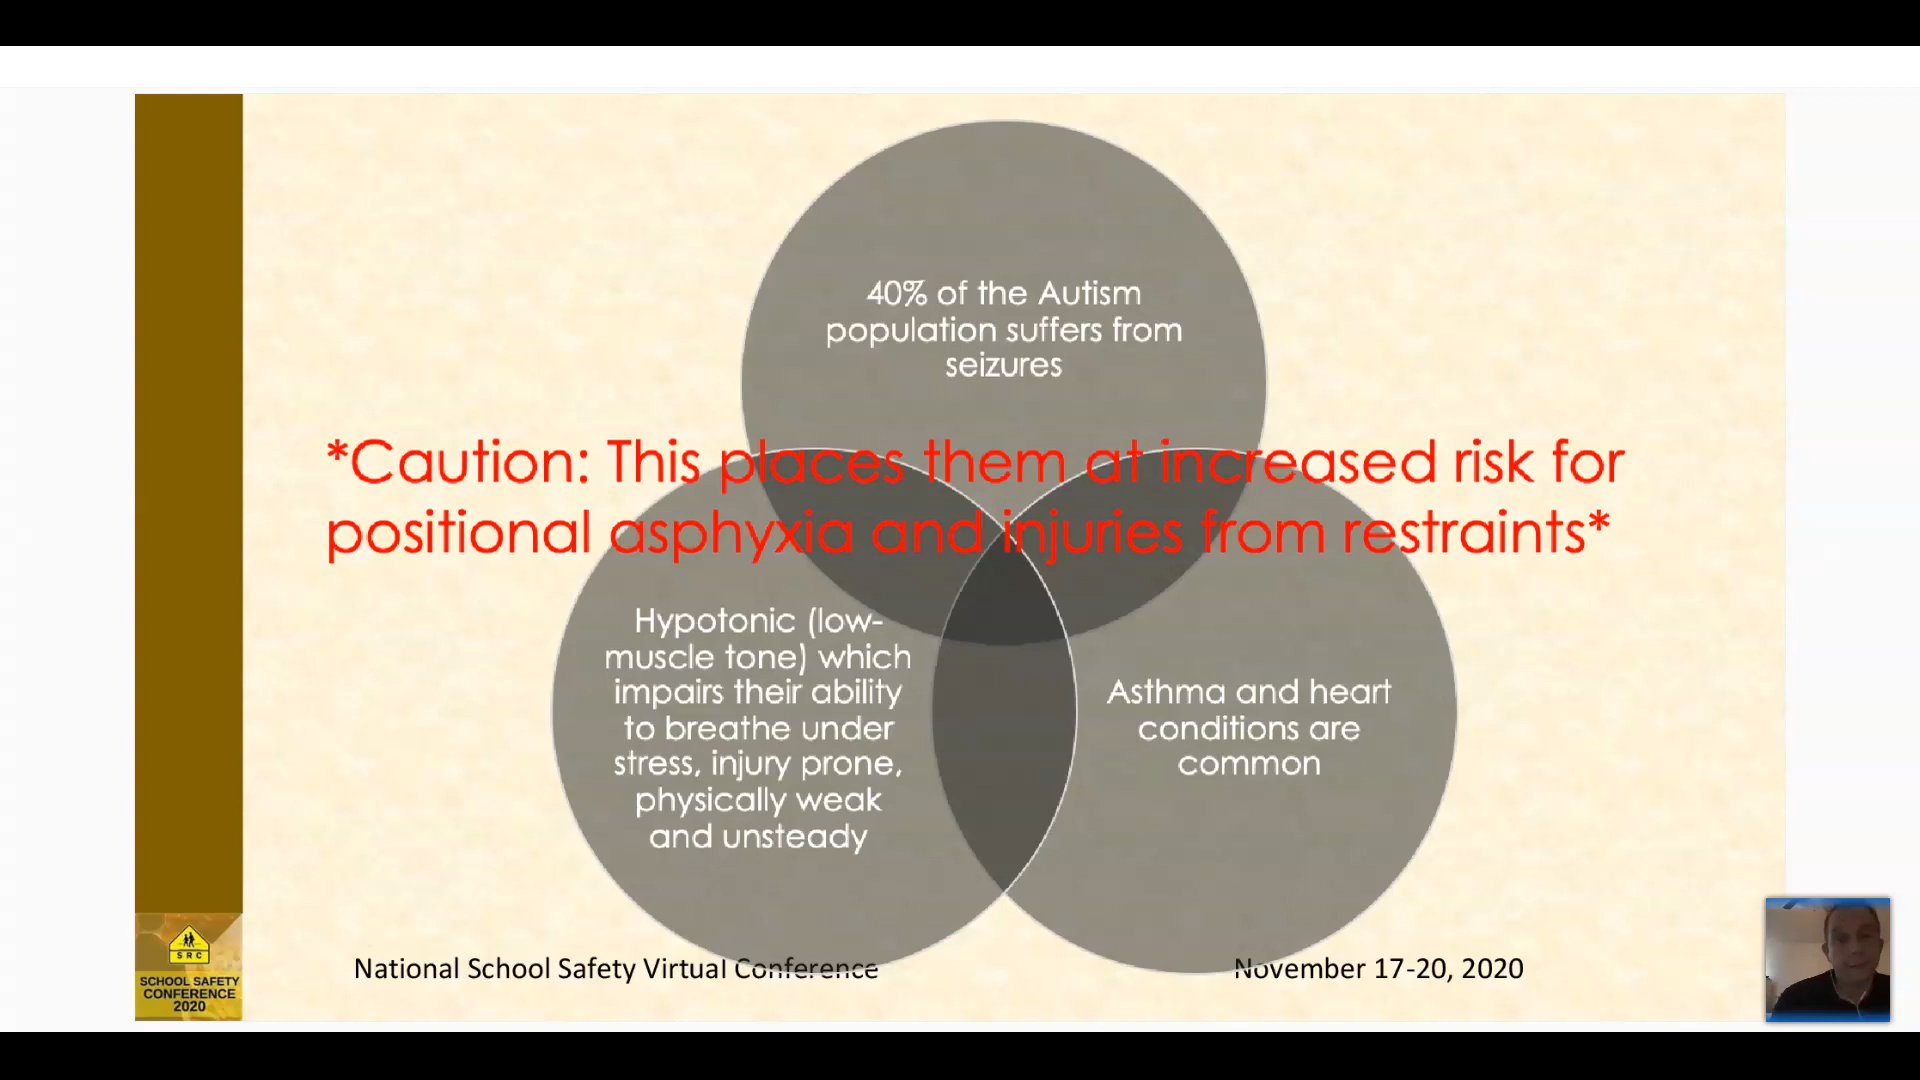 40% of the Autism
population suffers from
seizures
*Caution: This places them at increased risk for
positional asphyxia and injuries from restraints*
Hypotonic (low-
muscle tone) which
impairs their ability
to breathe under
stress, injury prone,
physically weak
and unsteady
Asthma and heart
conditions are
common
SRC
SCHOOL SAFETY
CONFERENCE
2020
National School Safety Virtual Conference
November 17-20, 2020